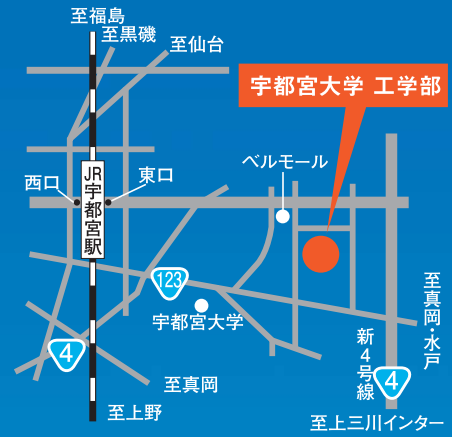 至福島
至黒磯
至仙台
宇都宮大学 工学部
ベルモール
西口
JR宇都宮駅
東口
123
宇都宮大学
至真岡・水戸
新4号線
4
4
至真岡
至上野
至上三川インター